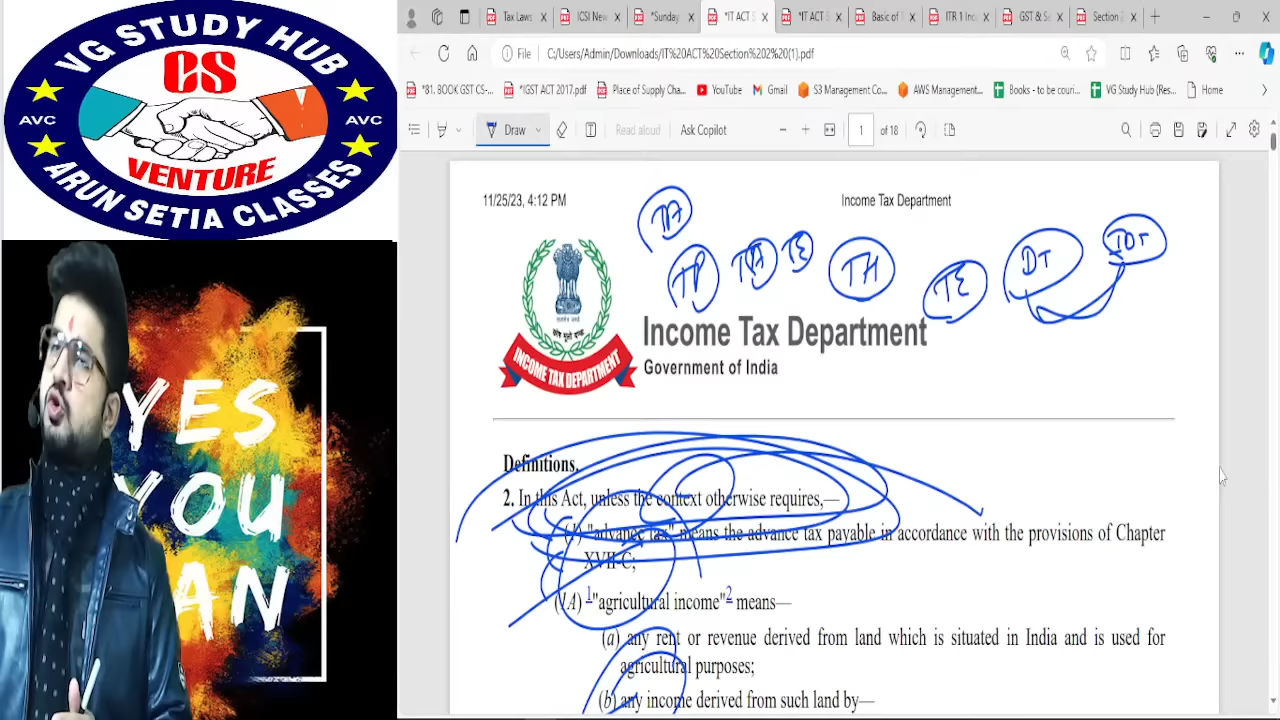 VG STUDY HUB
CS
AVC
AVC
VENTURE
ARUN SETIA CLASSES
YES
YOU
CAN
Tax Laws
ICSI New
*Sunday
*IT ACT S
Basic of I
ITR 1 Inc
GST & S
Section 2
File
C:/Users/Admin/Downloads/IT%20ACT%20Section%202%20(1).pdf
*81. BOOK GST CS-...
*IGST ACT 2017.pdf
Place of Supply Cha...
YouTube
Gmail
S3 Management Co...
AWS Managemen...
Books - to be couri...
VG Study Hub (Res...
Home
Draw
Read aloud
Ask Copilot
1
of 18
11/25/23, 4:12 PM
Income Tax Department
TP
TH
TE
DT
IDT
INCOME TAX DEPARTMENT
Income Tax Department
Government of India
Definitions.
2. In this Act, unless the context otherwise requires,—
"advance tax" means the advance tax payable in accordance with the provisions of Chapter
XVII-C;
(1A) 1"agricultural income"2 means—
(a) any rent or revenue derived from land which is situated in India and is used for
agricultural purposes;
(b) any income derived from such land by—